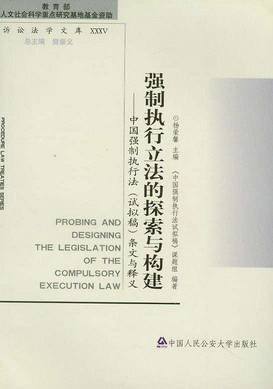 教育部
人文社会科学重点研究基地基金资助
诉讼法学文库 XXXV
总主编 樊崇义
强制执行立法的探索与构建
——中国强制执行法(试拟稿)条文与释义
◎杨荣馨 主编
《中国强制执行法试拟稿》课题组 编著
PROCEDURE LAW TREATIES SERIES
PROBING AND
DESIGNING
THE LEGISLATION
OF THE
COMPULSORY
EXECUTION LAW
中国人民公安大学出版社